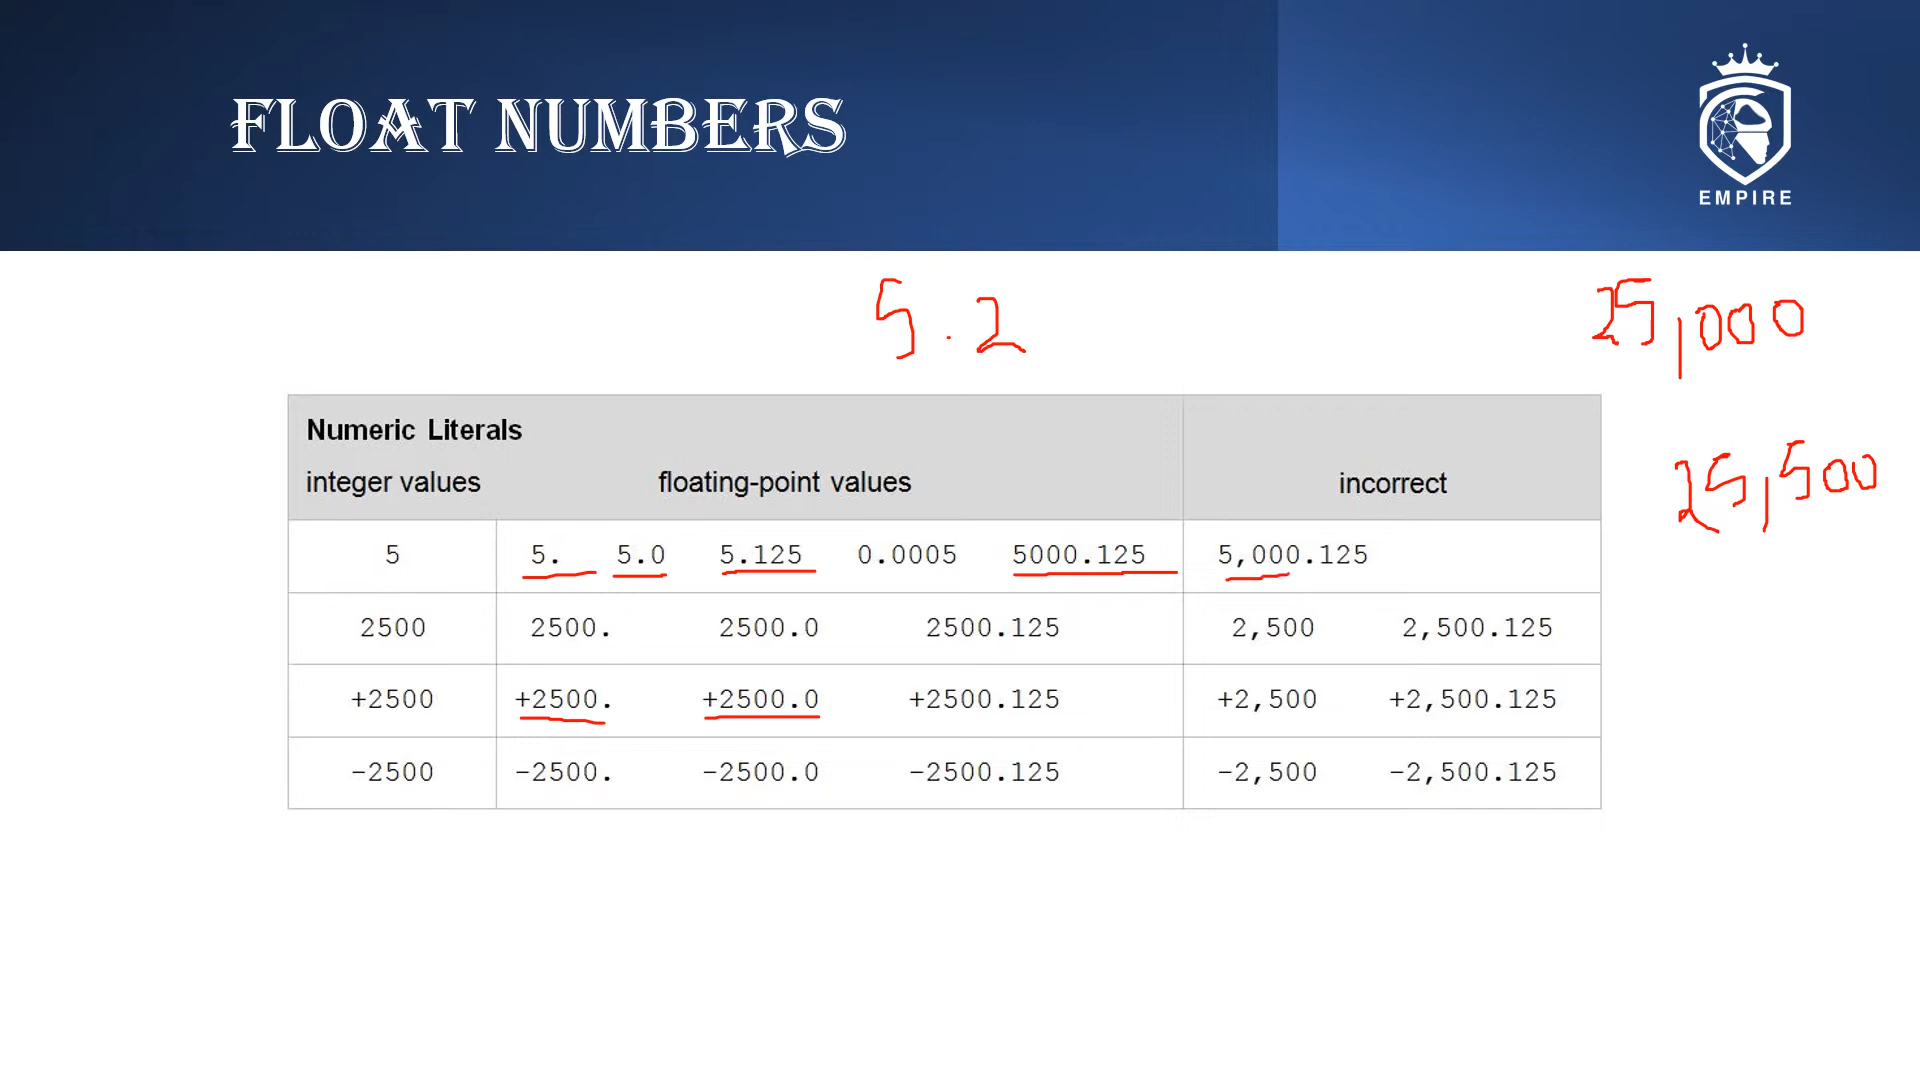 FLOAT NUMBERS
EMPIRE
5.2
25,000
25,500
Numeric Literals
integer values floating-point values incorrect
5 5. 5.0 5.125 0.0005 5000.125 5,000.125
2500 2500. 2500.0 2500.125 2,500 2,500.125
+2500 +2500. +2500.0 +2500.125 +2,500 +2,500.125
-2500 -2500. -2500.0 -2500.125 -2,500 -2,500.125